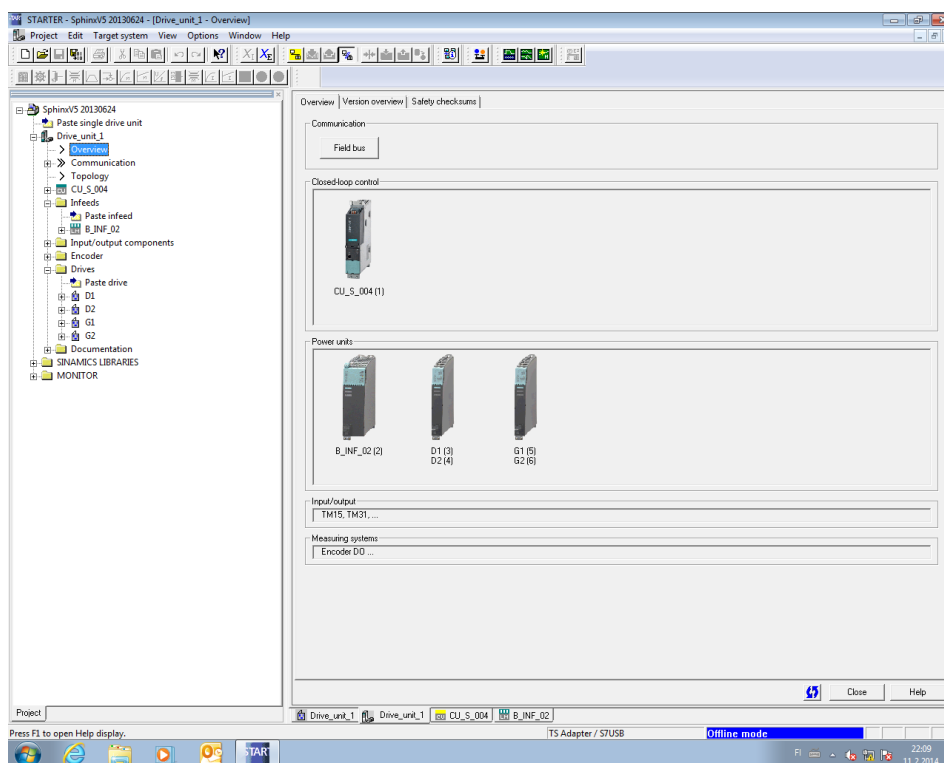 STARTER - SphinxV5 20130624 - [Drive_unit_1 - Overview]
Project Edit Target system View Options Window Help
SphinxV5 20130624
Paste single drive unit
Drive_unit_1
Overview
Communication
Topology
CU_S_004
Infeeds
Paste infeed
B_INF_02
Input/output components
Encoder
Drives
Paste drive
D1
D2
G1
G2
Documentation
SINAMICS LIBRARIES
MONITOR
Project
Overview Version overview Safety checksums
Communication
Field bus
Closed-loop control
CU_S_004 (1)
Power units
B_INF_02 (2) D1 (3) G1 (5)
D2 (4) G2 (6)
Input/output
TM15, TM31, ...
Measuring systems
Encoder DO ...
Close Help
Drive_unit_1 Drive_unit_1 CU_S_004 B_INF_02
Press F1 to open Help display. TS Adapter / S7USB Offline mode
STAR
FI 22:09
11.2.2014